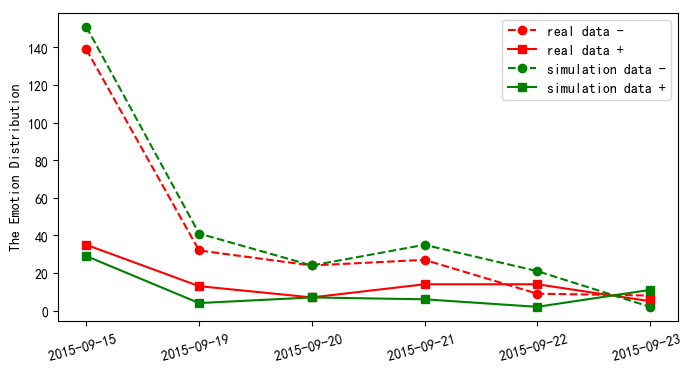 The Emotion Distribution
140
120
100
80
60
40
20
0
2015-09-15
2015-09-19
2015-09-20
2015-09-21
2015-09-22
2015-09-23
real data -
real data +
simulation data -
simulation data +